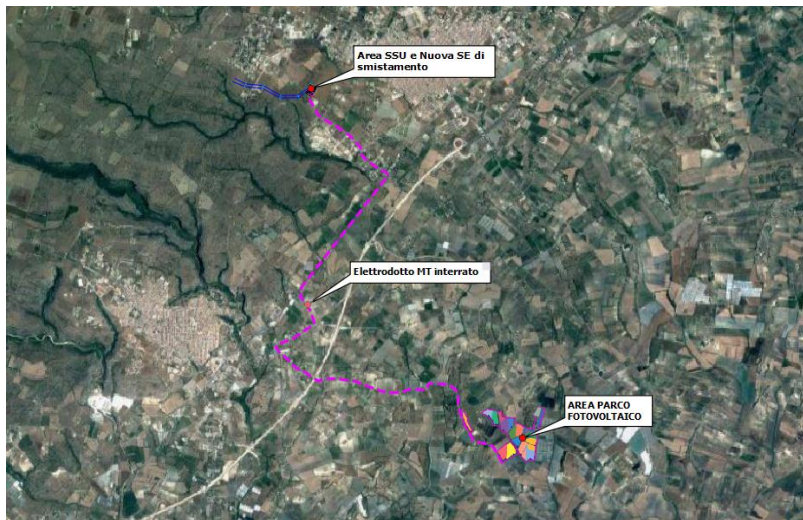 Area SSU e Nuova SE di
smistamento
Elettrodotto MT interrato
AREA PARCO
FOTOVOLTAICO